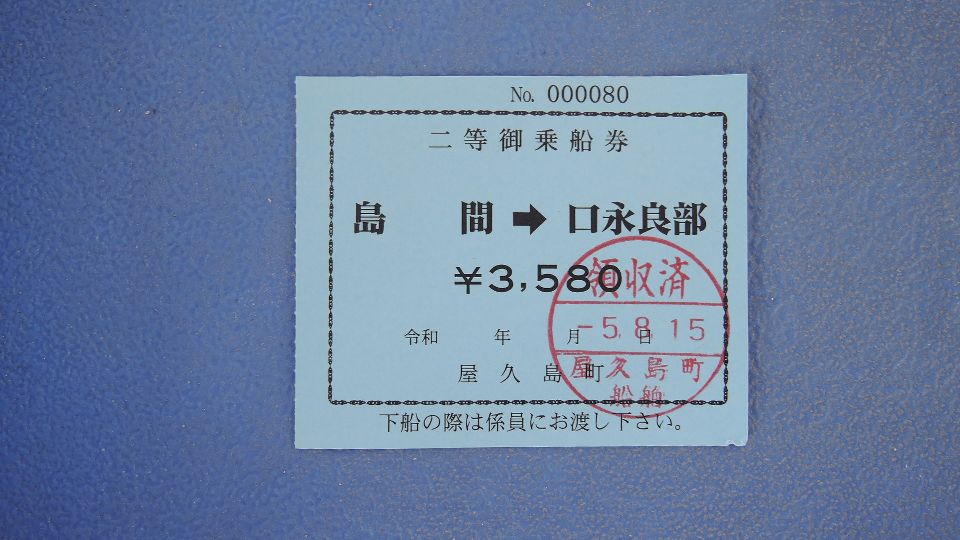 No. 000080
二等御乗船券
島間➡口永良部
¥3,580
令和 年 月 日
屋久島町
下船の際は係員にお渡し下さい。
領収済
-5.8.15
屋久島町
船舶